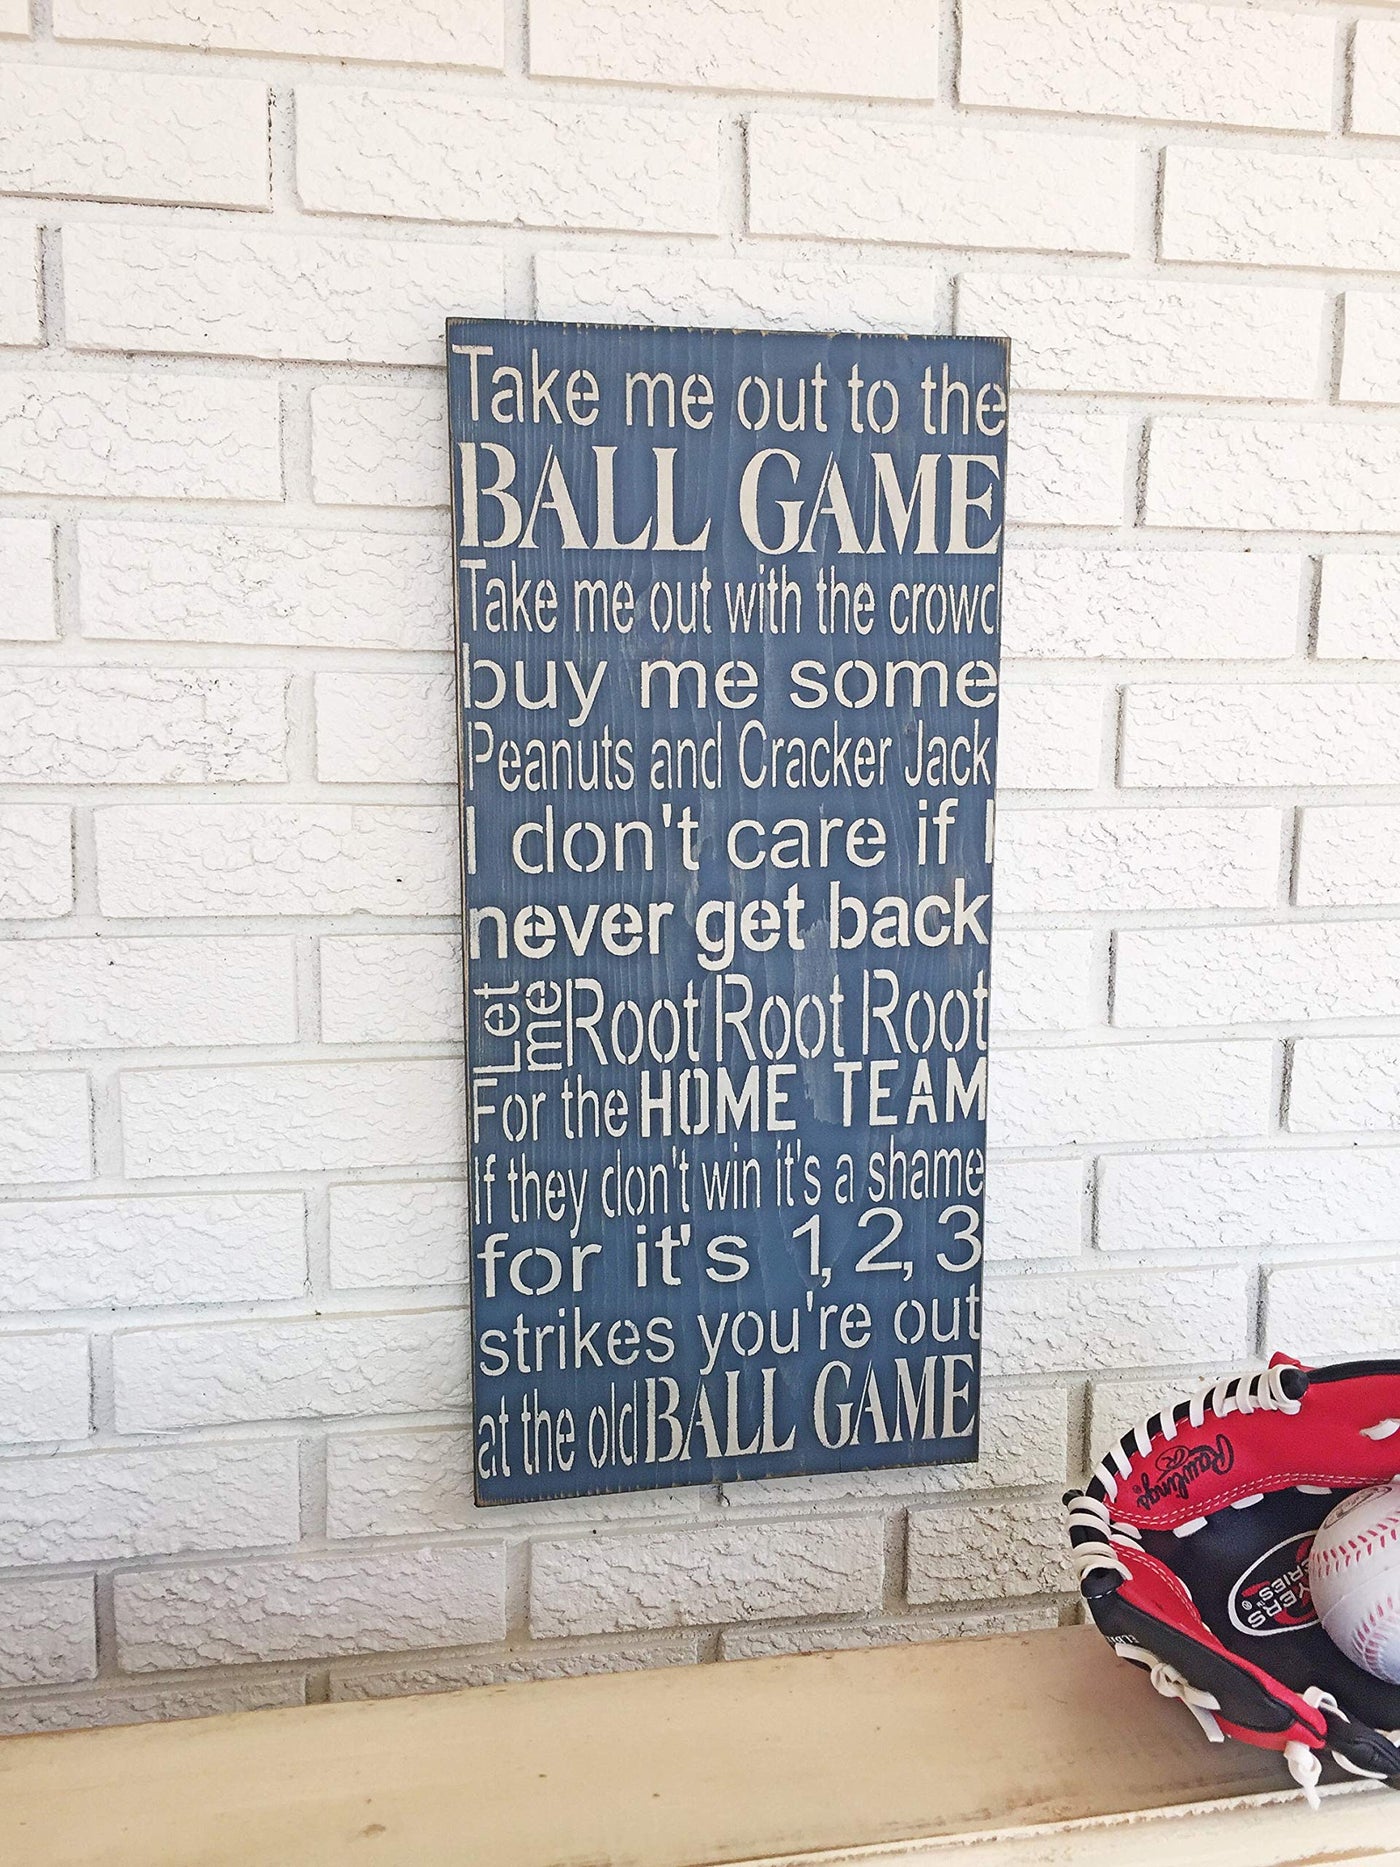 Take me out to the
BALL GAME
Take me out with the crowd
buy me some
Peanuts and Cracker Jack
I don't care if I
never get back
Let me Root Root Root
For the HOME TEAM
If they don't win it's a shame
for it's 1, 2, 3
strikes you're out
at the old BALL GAME
Rawlings
SERIES